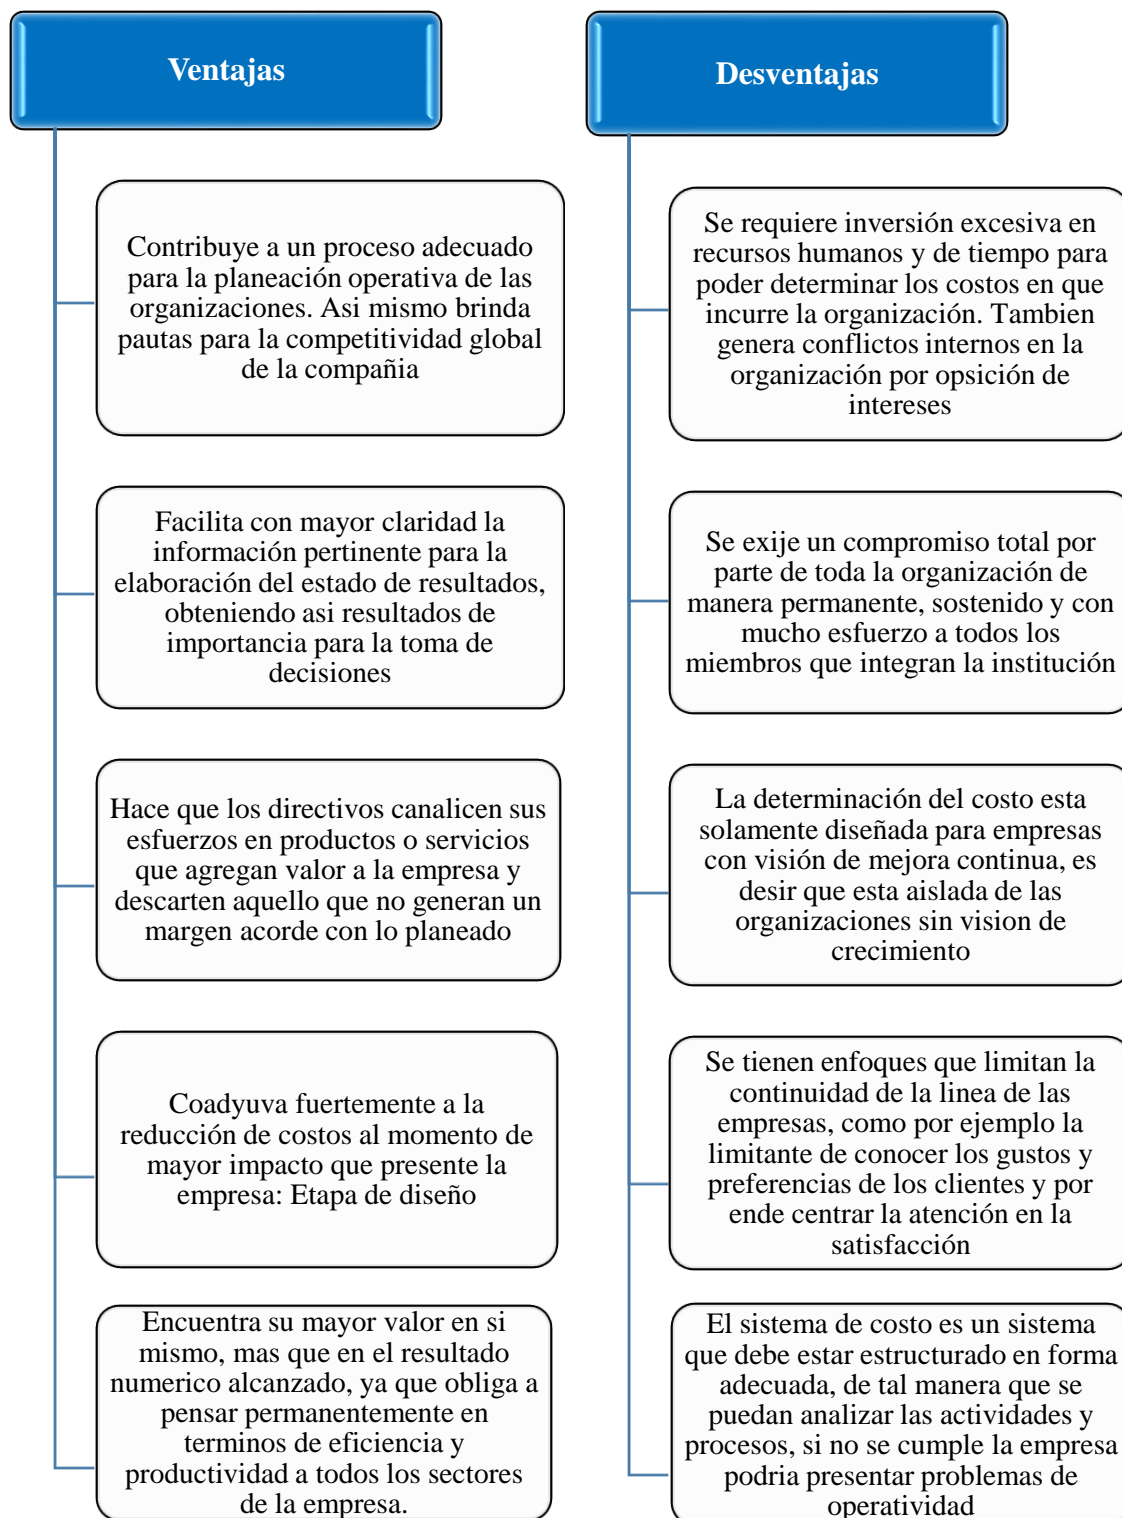 Ventajas
Contribuye a un proceso adecuado
para la planeación operativa de las
organizaciones. Asi mismo brinda
pautas para la competitividad global
de la compañia
Facilita con mayor claridad la
información pertinente para la
elaboración del estado de resultados,
obteniendo asi resultados de
importancia para la toma de
decisiones
Hace que los directivos canalicen sus
esfuerzos en productos o servicios
que agregan valor a la empresa y
descarten aquello que no generan un
margen acorde con lo planeado
Coadyuva fuertemente a la
reducción de costos al momento de
mayor impacto que presente la
empresa: Etapa de diseño
Encuentra su mayor valor en si
mismo, mas que en el resultado
numerico alcanzado, ya que obliga a
pensar permanentemente en
terminos de eficiencia y
productividad a todos los sectores
de la empresa.
Desventajas
Se requiere inversión excesiva en
recursos humanos y de tiempo para
poder determinar los costos en que
incurre la organización. Tambien
genera conflictos internos en la
organización por opsición de
intereses
Se exije un compromiso total por
parte de toda la organización de
manera permanente, sostenido y con
mucho esfuerzo a todos los
miembros que integran la institución
La determinación del costo esta
solamente diseñada para empresas
con visión de mejora continua, es
desir que esta aislada de las
organizaciones sin vision de
crecimiento
Se tienen enfoques que limitan la
continuidad de la linea de las
empresas, como por ejemplo la
limitante de conocer los gustos y
preferencias de los clientes y por
ende centrar la atención en la
satisfacción
El sistema de costo es un sistema
que debe estar estructurado en forma
adecuada, de tal manera que se
puedan analizar las actividades y
procesos, si no se cumple la empresa
podria presentar problemas de
operatividad